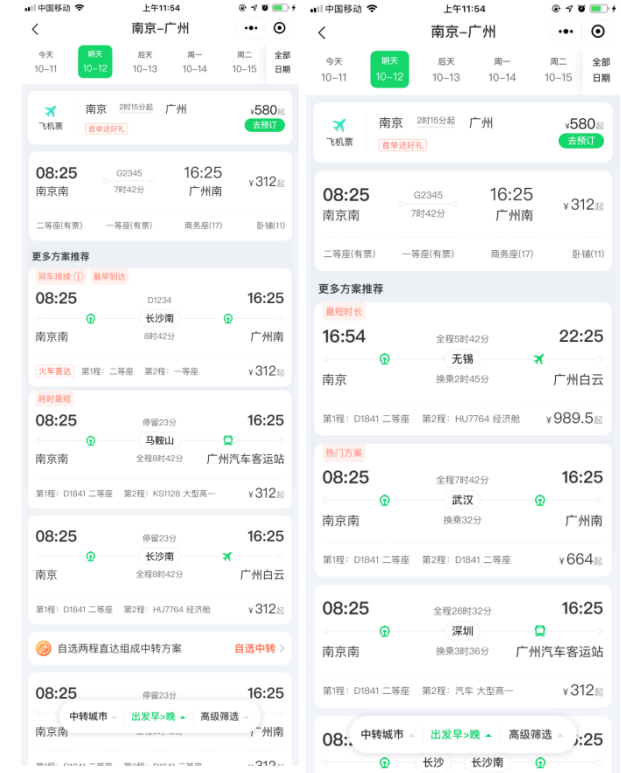 中国移动 上午11:54
南京–广州
今天 明天 后天 周一 周二 全部
10–11 10–12 10–13 10–14 10–15 日期
南京 2时15分起 广州 ¥580起
飞机票 首单送好礼 去预订
08:25 G2345 16:25 ¥312起
南京南 7时42分 广州南
二等座(有票) 一等座(有票) 商务座(17) 卧铺(11)
更多方案推荐
同车接续 最早到达
08:25 D1234 16:25
长沙南
南京南 8时42分 广州南
火车直达 第1程: 二等座 第2程: 一等座 ¥312起
耗时最短
08:25 停留23分 16:25
马鞍山
南京南 全程8时42分 广州汽车客运站
第1程: D1841 二等座 第2程: KS1128 大型高一 ¥312起
08:25 停留23分 16:25
长沙南
南京 全程8时42分 广州白云
第1程: D1841 二等座 第2程: HU7764 经济舱 ¥312起
自选两程直达组成中转方案 自选中转
08:25 停留23分 16:25
中转城市 出发早>晚 高级筛选
南京南 广州南
中国移动 上午11:54
南京–广州
今天 明天 后天 周一 周二 全部
10–11 10–12 10–13 10–14 10–15 日期
南京 2时15分起 广州 ¥580起
飞机票 首单送好礼 去预订
08:25 G2345 16:25 ¥312起
南京南 7时42分 广州南
二等座(有票) 一等座(有票) 商务座(17) 卧铺(11)
更多方案推荐
最短时长
16:54 全程5时42分 22:25
无锡
南京 换乘2时45分 广州白云
第1程: D1841 二等座 第2程: HU7764 经济舱 ¥989.5起
热门方案
08:25 全程7时42分 16:25
武汉
南京南 换乘32分 广州南
第1程: D1841 二等座 第2程: D1841 二等座 ¥664起
08:25 全程26时32分 16:25
深圳
南京南 换乘3时36分 广州汽车客运站
第1程: D1841 二等座 第2程: 汽车 大型高一 ¥312起
中转城市 出发早>晚 高级筛选
长沙 长沙南